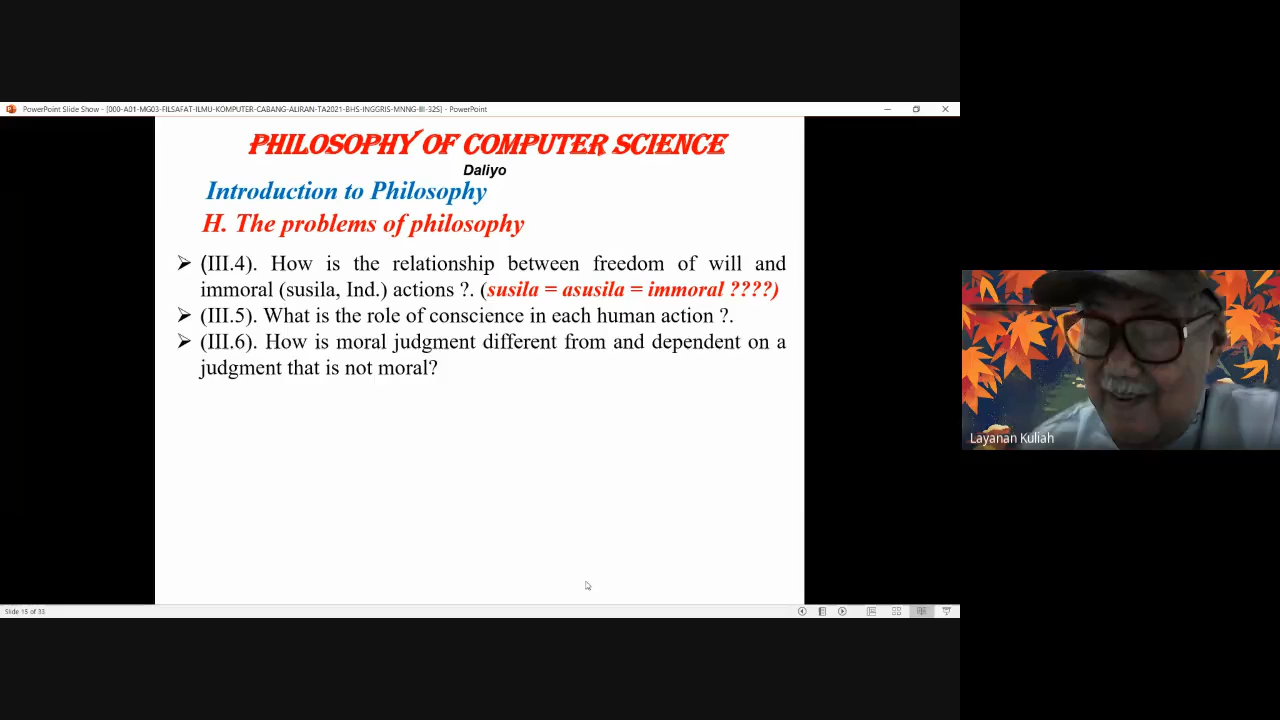 PowerPoint Slide Show - [000-A01-MG03-FILSAFAT-ILMU-KOMPUTER-CABANG-ALIRAN-TA2021-BHS-INGGRIS-MNNG-III-32S] - PowerPoint
PHILOSOPHY OF COMPUTER SCIENCE
Daliyo
Introduction to Philosophy
H. The problems of philosophy
➢ (III.4). How is the relationship between freedom of will and
immoral (susila, Ind.) actions ?. (susila = asusila = immoral ????)
➢ (III.5). What is the role of conscience in each human action ?.
➢ (III.6). How is moral judgment different from and dependent on a
judgment that is not moral?
Layanan Kuliah
Slide 15 of 33